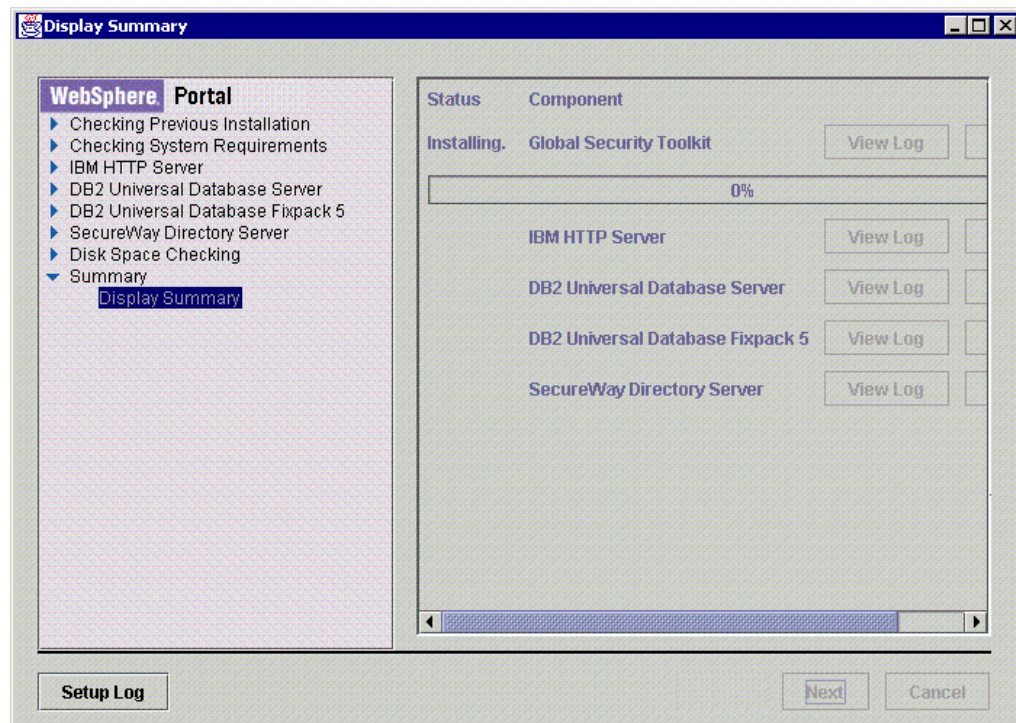 Display Summary
WebSphere. Portal
Checking Previous Installation
Checking System Requirements
IBM HTTP Server
DB2 Universal Database Server
DB2 Universal Database Fixpack 5
SecureWay Directory Server
Disk Space Checking
Summary
Display Summary
Status Component
Installing. Global Security Toolkit View Log
0%
IBM HTTP Server View Log
DB2 Universal Database Server View Log
DB2 Universal Database Fixpack 5 View Log
SecureWay Directory Server View Log
Setup Log Next Cancel